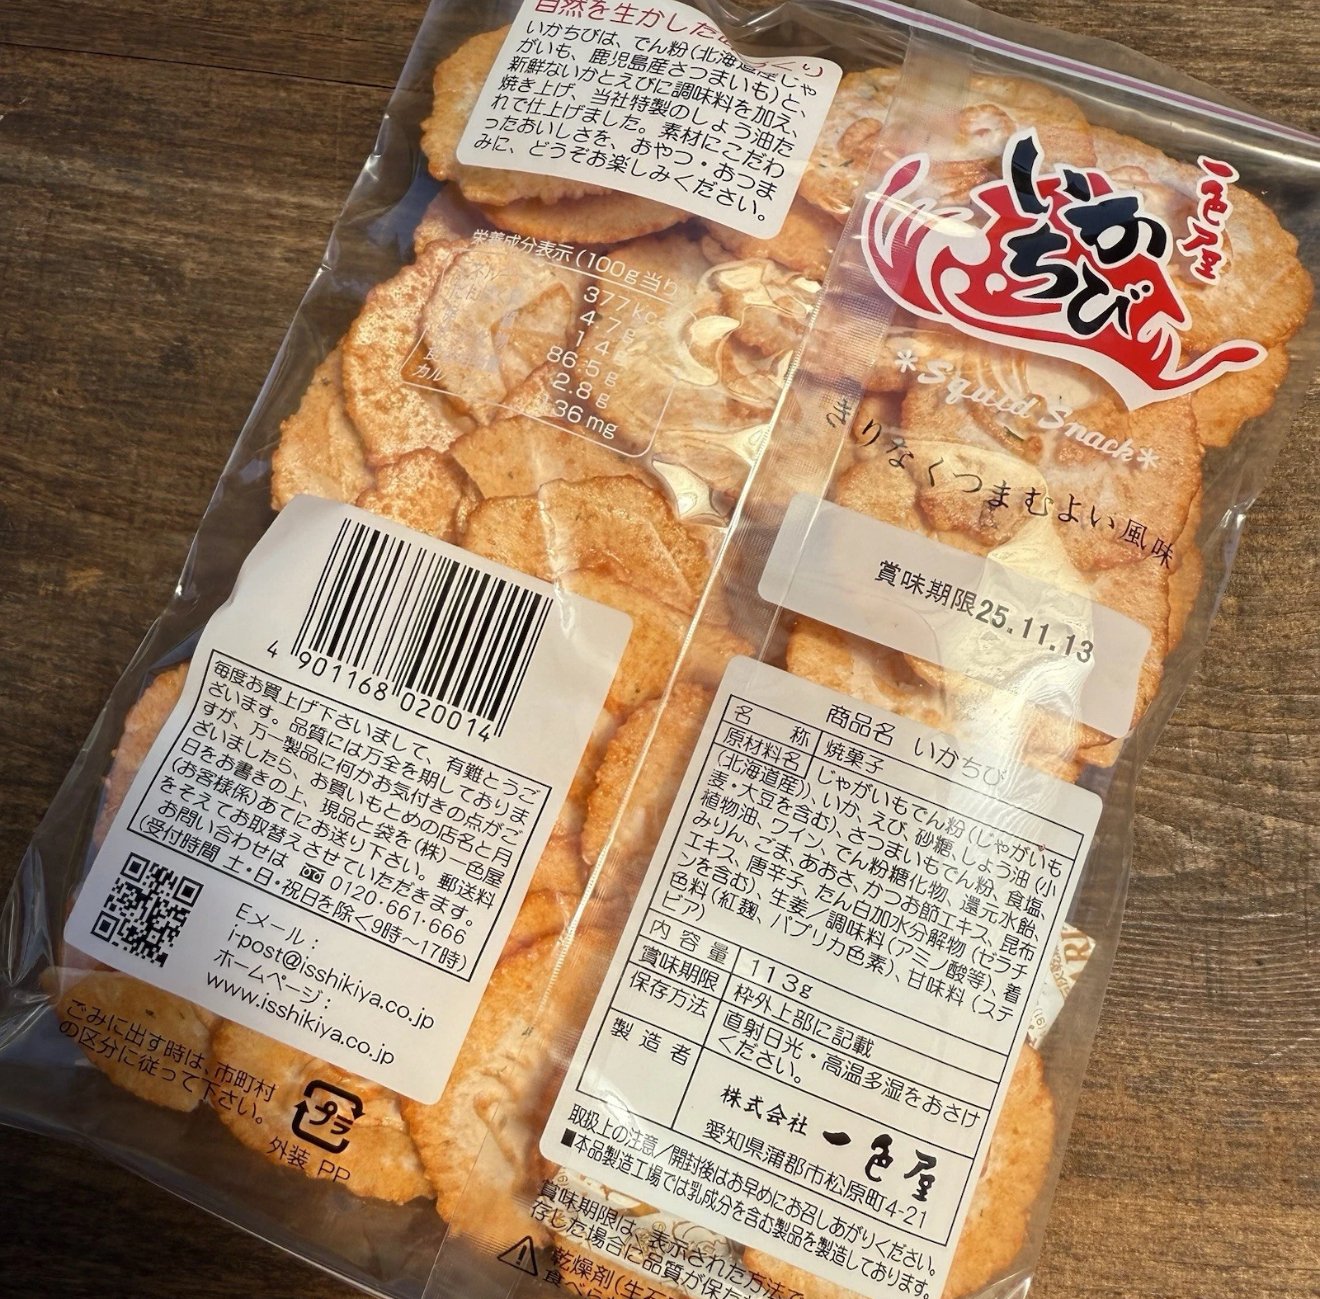 自然を生かした
いかちびは、でん粉(北海道産じゃ
がいも、鹿児島産さつまいも)と、
新鮮ないかとえびに調味料を加え、
焼き上げ、当社特製のしょう油た
れで仕上げました。素材にこだわ
ったおいしさを、おやつ・おつま
みに、どうぞお楽しみください。
栄養成分表示(100g当り
377kc
4.7g
1.4g
86.5g
2.8g
136mg
一色屋
いか
ちび
*Squid Snack*
きりなくつまむよい風味
賞味期限25.11.13
4 901168 020014
毎度お買上げ下さいまして、有難とうご
ざいます。品質には万全を期しておりま
すが、万一製品に何かお気付きの点がご
ざいましたら、お買いもとめの店名と月
日をお書きの上、現品と袋を(株)一色屋
(お客様係)あてにお送り下さい。郵送料
をそえてお取替えさせていただきます。
お問い合わせは 0120・661・666
(受付時間 土・日・祝日を除く9時〜17時)
Eメール:
i-post@isshikiya.co.jp
ホームページ:
www.isshikiya.co.jp
ごみに出す時は、市町村
の区分に従って下さい。
プラ
外装 PP
商品名 いかちび
名称 焼菓子
原材料名 じゃがいもでん粉(じゃがいも
(北海道産))、いか、えび、砂糖、しょう油(小
麦・大豆を含む)、さつまいもでん粉、食塩、
植物油、ワイン、でん粉糖化物、還元水飴、
みりん、ごま、あおさ、かつお節エキス、昆布
エキス、唐辛子、たん白加水分解物(ゼラチ
ンを含む)、生姜/調味料(アミノ酸等)、着
色料(紅麹、パプリカ色素)、甘味料(ステ
ビア)
内容量 113g
賞味期限 枠外上部に記載
保存方法 直射日光・高温多湿をおさけ
ください。
製造者 株式会社 一色屋
愛知県蒲郡市松原町4-21
取扱上の注意/開封後はお早めにお召しあがりください。
■本品製造工場では乳成分を含む製品を製造しております。
賞味期限は、表示された方法で
存した場合に品質が保た
乾燥剤(生石
食べら